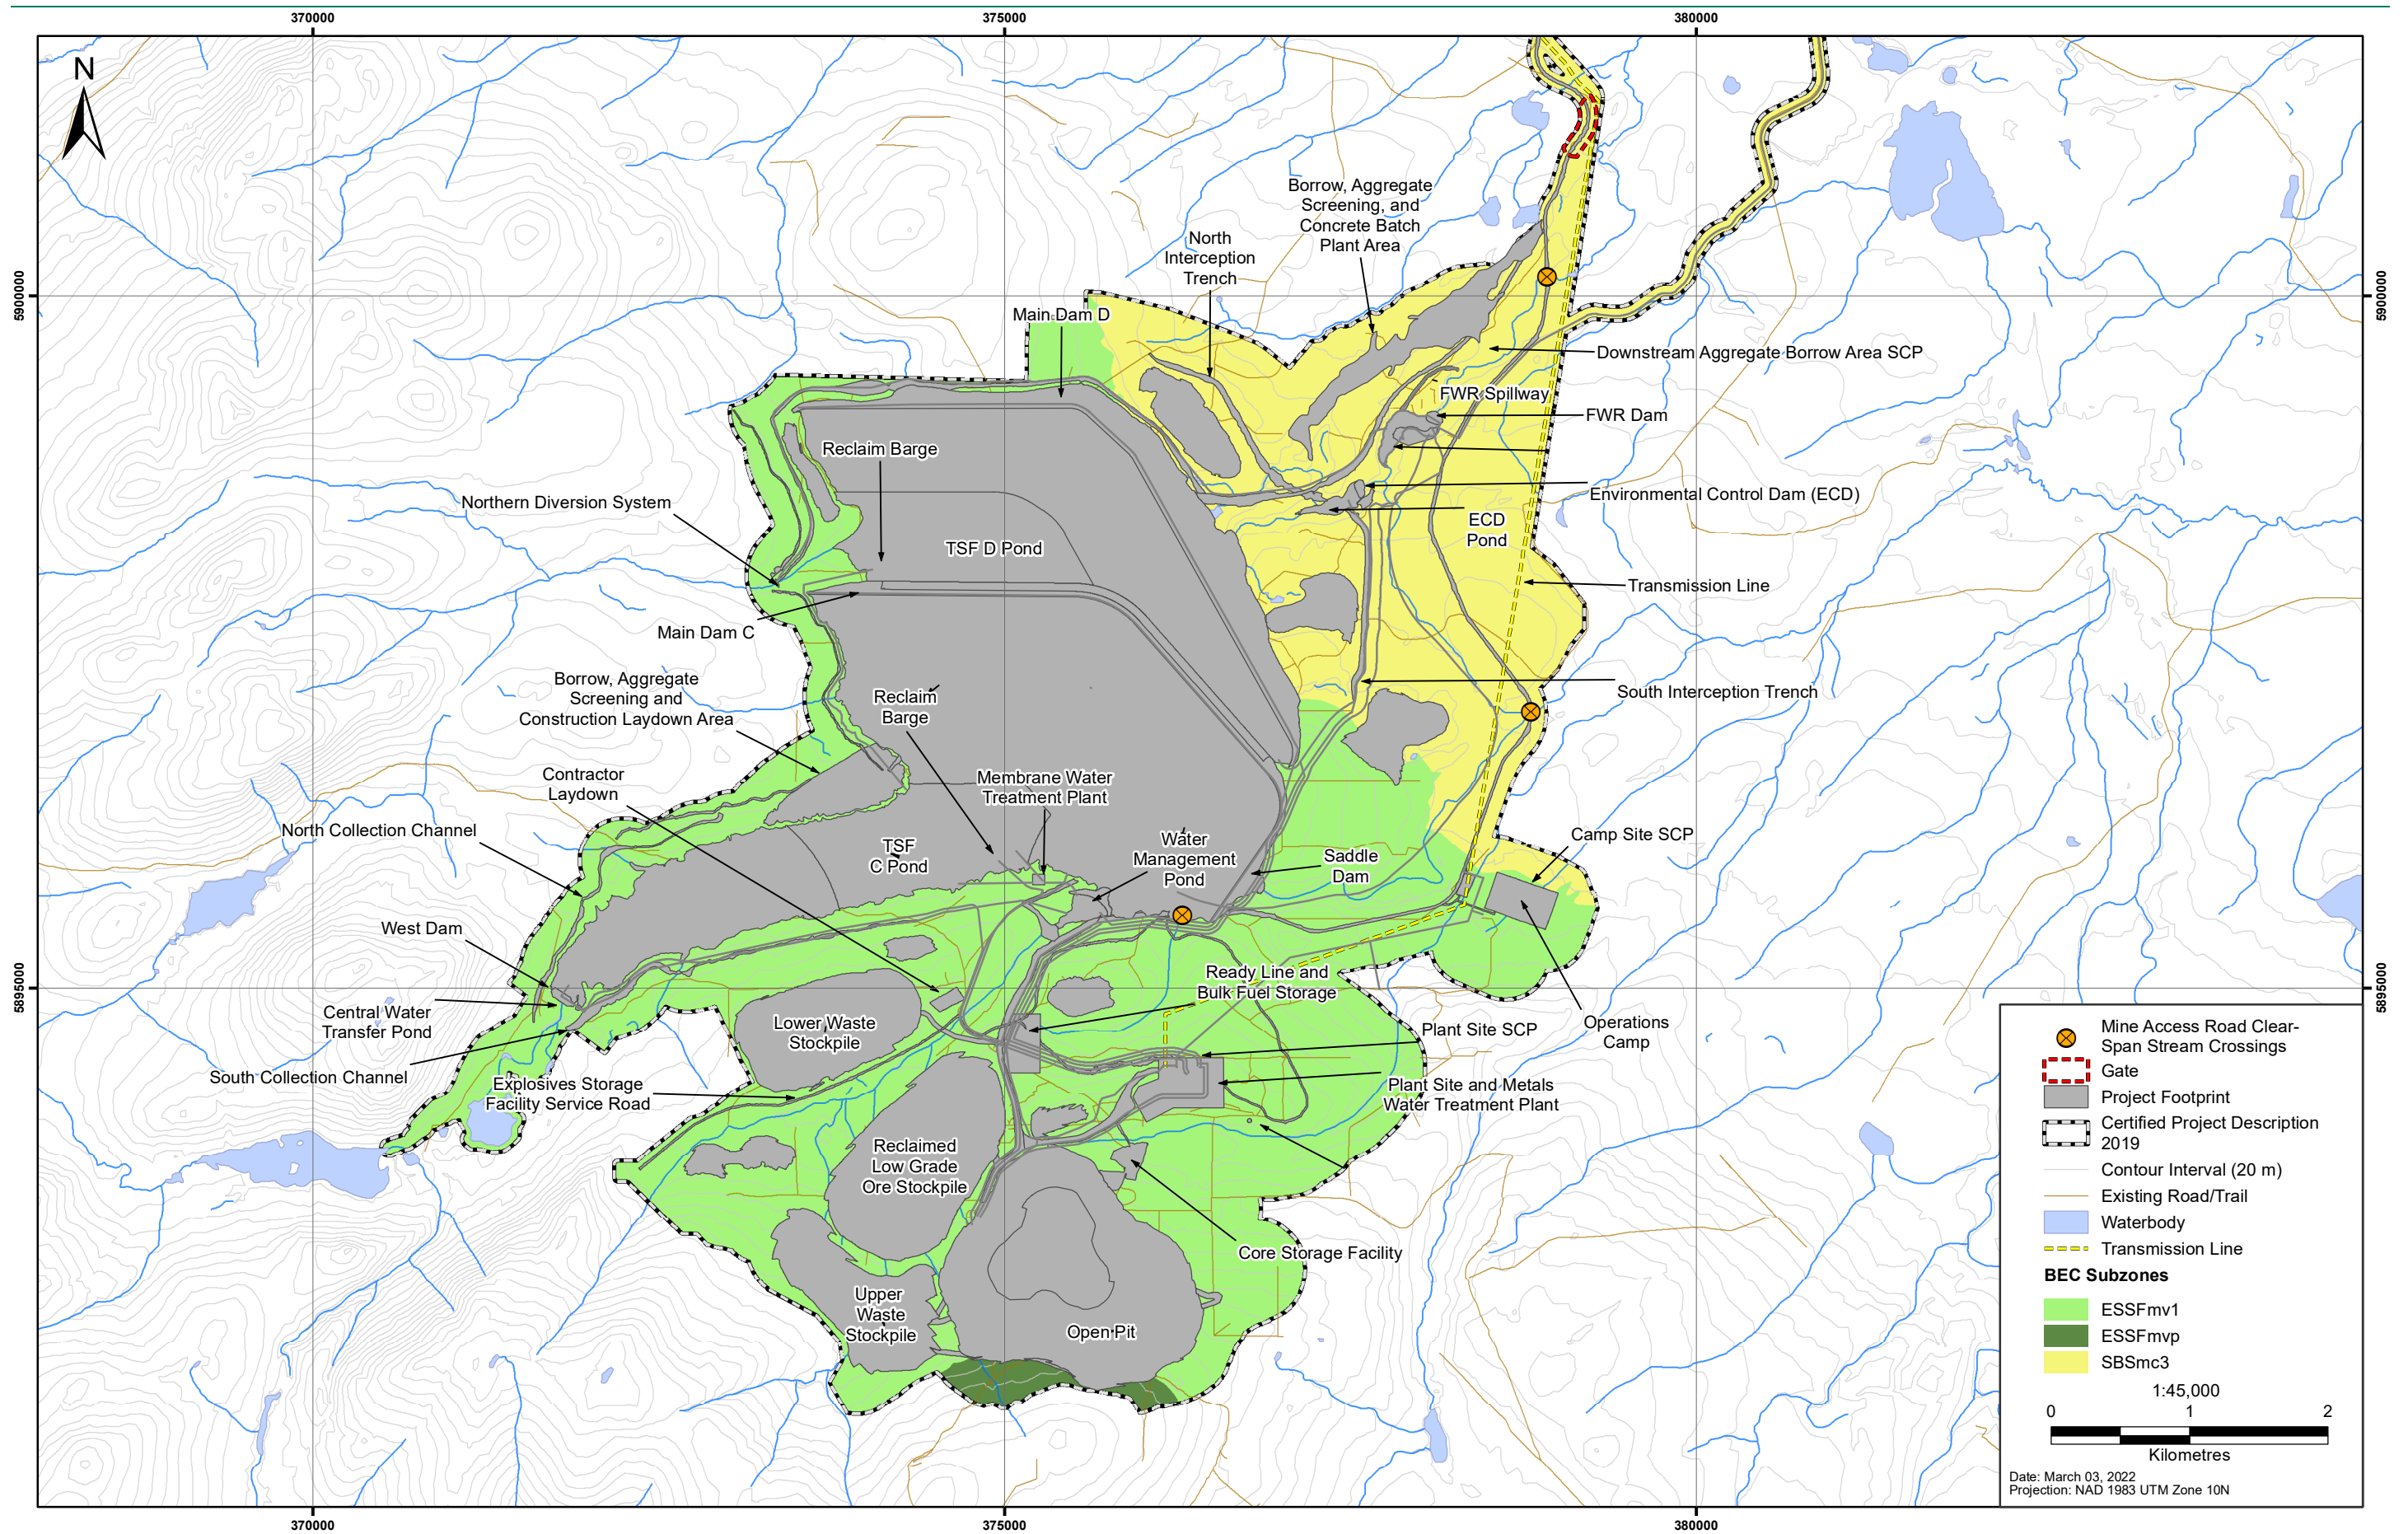 370000
375000
380000
N
5900000
5900000
Borrow, Aggregate
Screening, and
Concrete Batch
Plant Area
North
Interception
Trench
Main Dam D
Downstream Aggregate Borrow Area SCP
FWR Spillway
FWR Dam
Reclaim Barge
Northern Diversion System
Environmental Control Dam (ECD)
ECD
Pond
TSF D Pond
Transmission Line
Main Dam C
Borrow, Aggregate
Screening and
Construction Laydown Area
Reclaim
Barge
South Interception Trench
Contractor
Laydown
Membrane Water
Treatment Plant
North Collection Channel
TSF
C Pond
Water
Management
Pond
Saddle
Dam
Camp Site SCP
West Dam
5895000
5895000
Central Water
Transfer Pond
Ready Line and
Bulk Fuel Storage
Lower Waste
Stockpile
Plant Site SCP
Operations
Camp
South Collection Channel
Explosives Storage
Facility Service Road
Plant Site and Metals
Water Treatment Plant
Reclaimed
Low Grade
Ore Stockpile
Core Storage Facility
Upper
Waste
Stockpile
Open Pit
Mine Access Road Clear-
Span Stream Crossings
Gate
Project Footprint
Certified Project Description
2019
Contour Interval (20 m)
Existing Road/Trail
Waterbody
Transmission Line
BEC Subzones
ESSFmv1
ESSFmvp
SBSmc3
1:45,000
0 1 2
Kilometres
Date: March 03, 2022
Projection: NAD 1983 UTM Zone 10N
370000
375000
380000